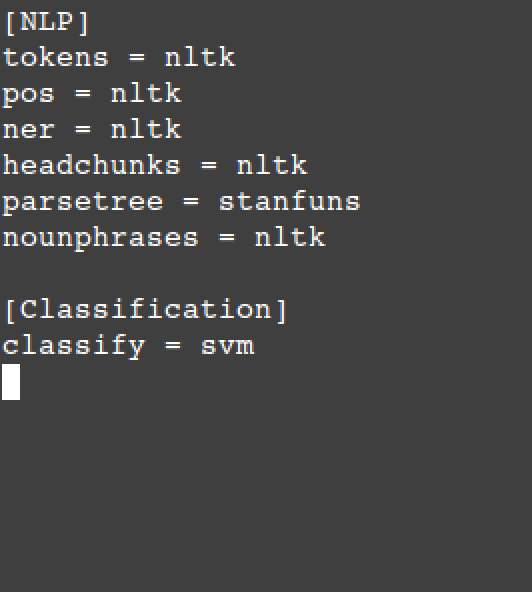 [NLP]
tokens = nltk
pos = nltk
ner = nltk
headchunks = nltk
parsetree = stanfuns
nounphrases = nltk
[Classification]
classify = svm